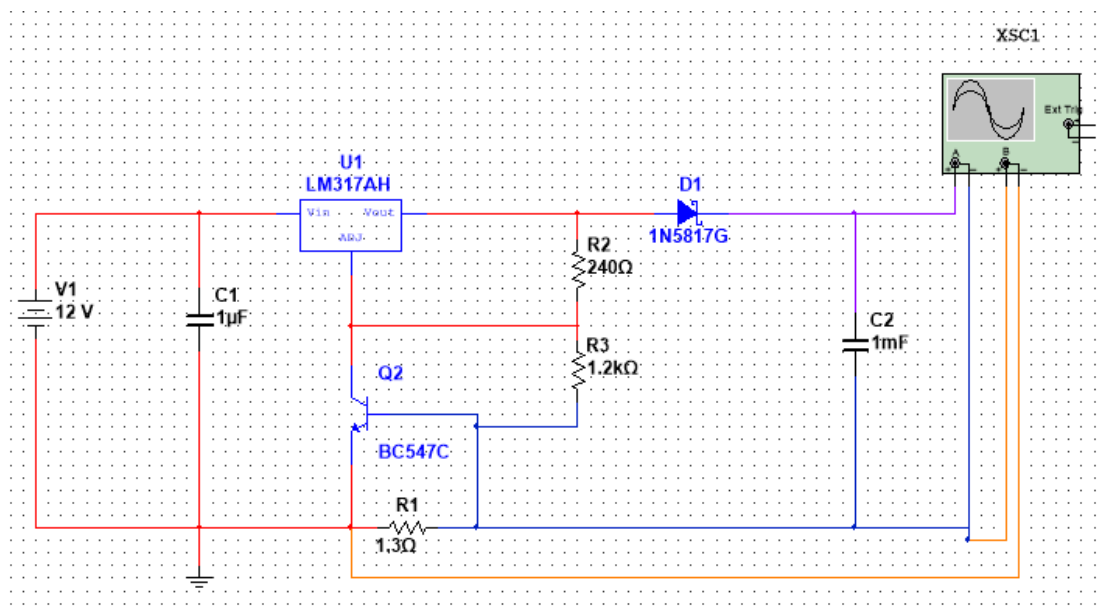 XSC1
Ext Trig
A
B
U1
LM317AH
Vin
Vout
ADJ
D1
1N5817G
R2
240Ω
V1
12 V
C1
1µF
R3
1.2kΩ
C2
1mF
Q2
BC547C
R1
1.3Ω